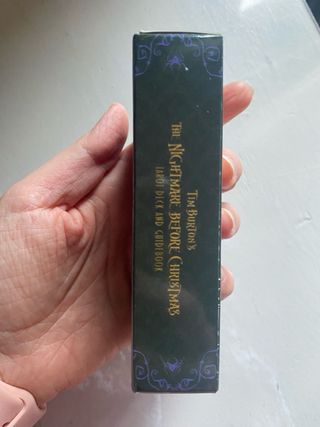 TIM BURTON'S
THE NIGHTMARE BEFORE CHRISTMAS
TAROT DECK AND GUIDEBOOK